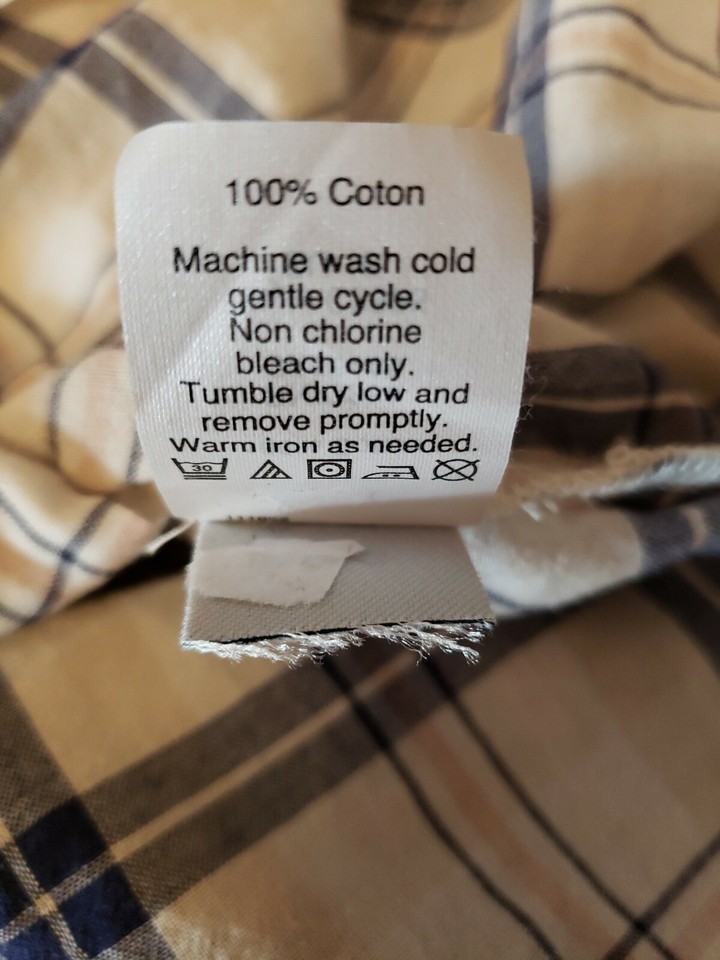 100% Coton
Machine wash cold
gentle cycle.
Non chlorine
bleach only.
Tumble dry low and
remove promptly.
Warm iron as needed.
30